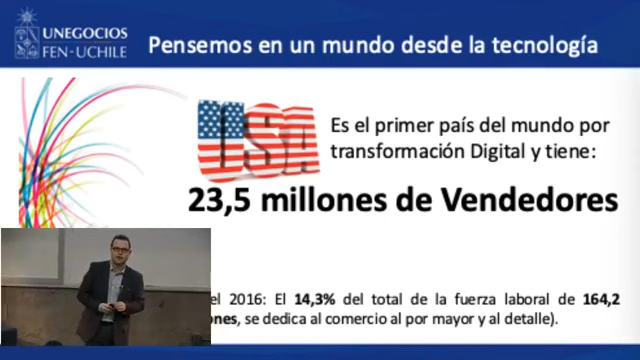 UNEGOCIOS
FEN-UCHILE
Pensemos en un mundo desde la tecnología
USA
Es el primer país del mundo por
transformación Digital y tiene:
23,5 millones de Vendedores
el 2016: El 14,3% del total de la fuerza laboral de 164,2
ones, se dedica al comercio al por mayor y al detalle).